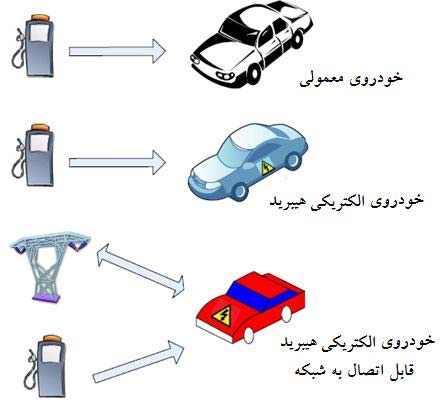 خودروی معمولی
خودروی الکتریکی هیبرید
خودروی الکتریکی هیبرید
قابل اتصال به شبکه